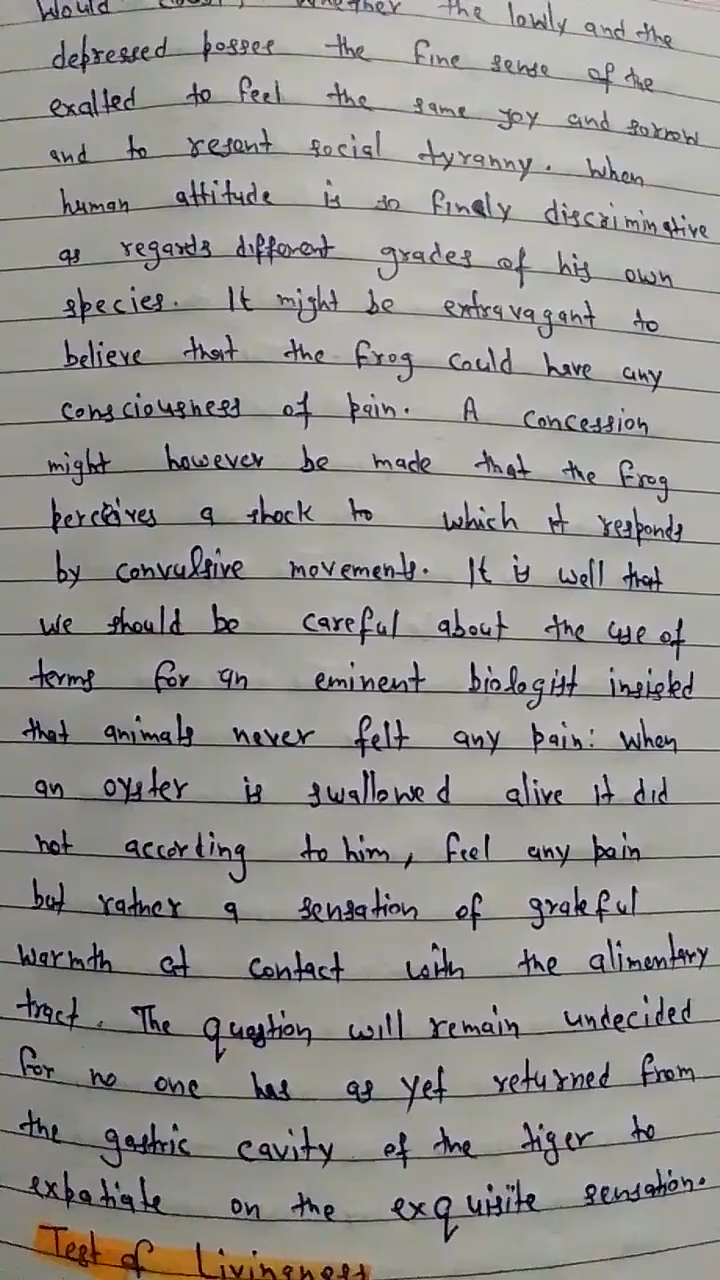 Would whether the lowly and the
depressed posses the fine sense of the
exalted to feel the same joy and sorrow
and to resent social tyranny. When
human attitude is so finely discriminative
as regards different grades of his own
species. It might be extravagant to
believe that the frog could have any
consciousness of pain. A concession
might however be made that the frog
perceives a shock to which it responds
by convulsive movements. It is well that
we should be careful about the use of
terms for an eminent biologist insisted
that animals never felt any pain: when
an oyster is swallowed alive it did
not according to him, feel any pain
but rather a sensation of grateful
warmth at contact with the alimentary
tract. The question will remain undecided
for no one has as yet returned from
the gastric cavity of the tiger to
expatiate on the exquisite sensation.
Test of Livingness